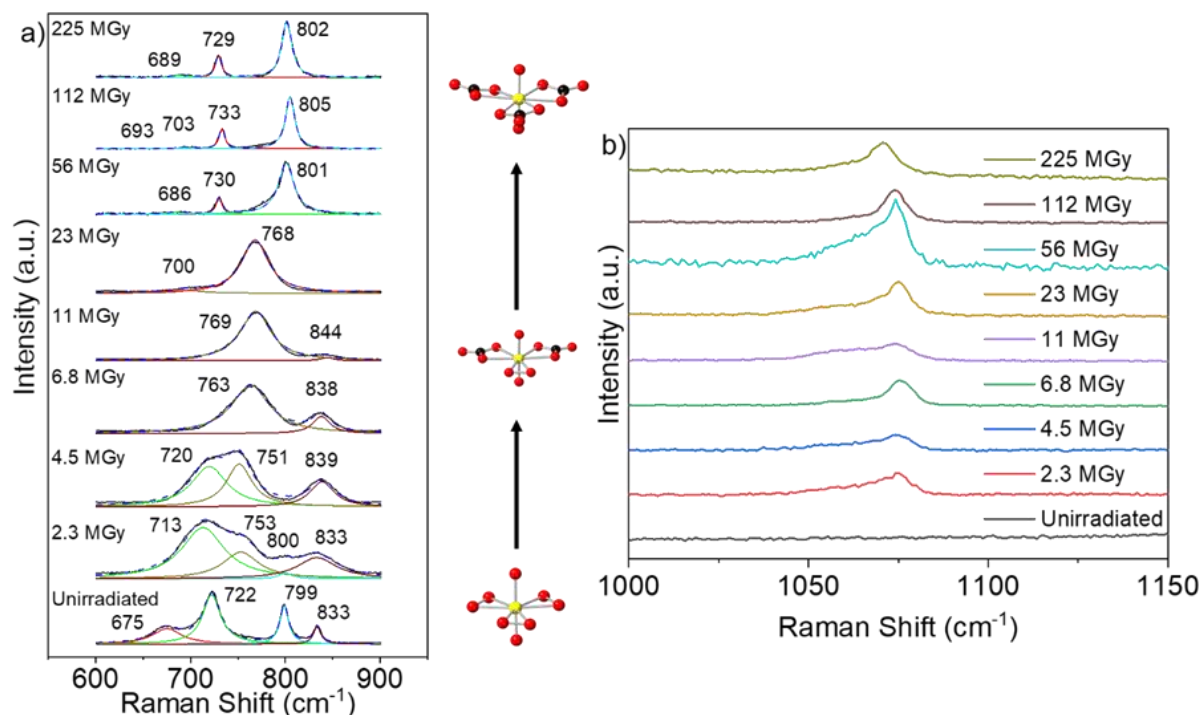 a)
225 MGy
689 729 802
112 MGy
693 703 733 805
56 MGy
686 730 801
23 MGy
700 768
11 MGy
769 844
6.8 MGy
763 838
4.5 MGy
720 751 839
2.3 MGy
713 753 800 833
Unirradiated
675 722 799 833
600 700 800 900
Raman Shift (cm-1)
Intensity (a.u.)
b)
225 MGy
112 MGy
56 MGy
23 MGy
11 MGy
6.8 MGy
4.5 MGy
2.3 MGy
Unirradiated
1000 1050 1100 1150
Raman Shift (cm-1)
Intensity (a.u.)